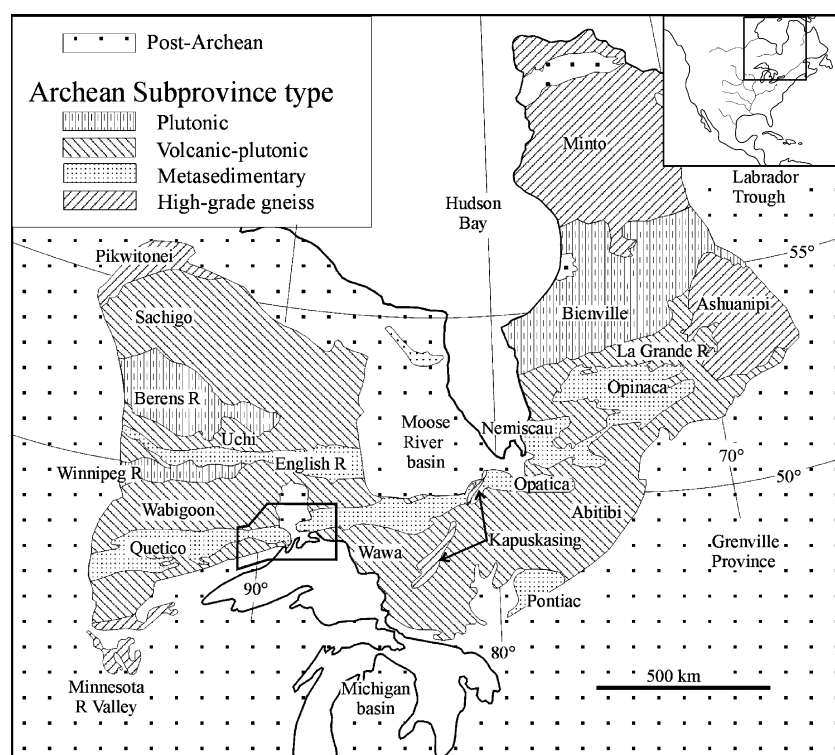 Post-Archean
Archean Subprovince type
Plutonic
Volcanic-plutonic
Metasedimentary
High-grade gneiss
Minto
Labrador
Trough
Hudson
Bay
55°
Pikwitonei
Sachigo
Bienville
Ashuanipi
La Grande R
Opinaca
Berens R
Moose
River
basin
Nemiscau
Uchi
English R
Winnipeg R
70°
50°
Opatica
Wabigoon
Abitibi
Quetico
Wawa
Kapuskasing
Grenville
Province
90°
Pontiac
80°
500 km
Minnesota
R Valley
Michigan
basin